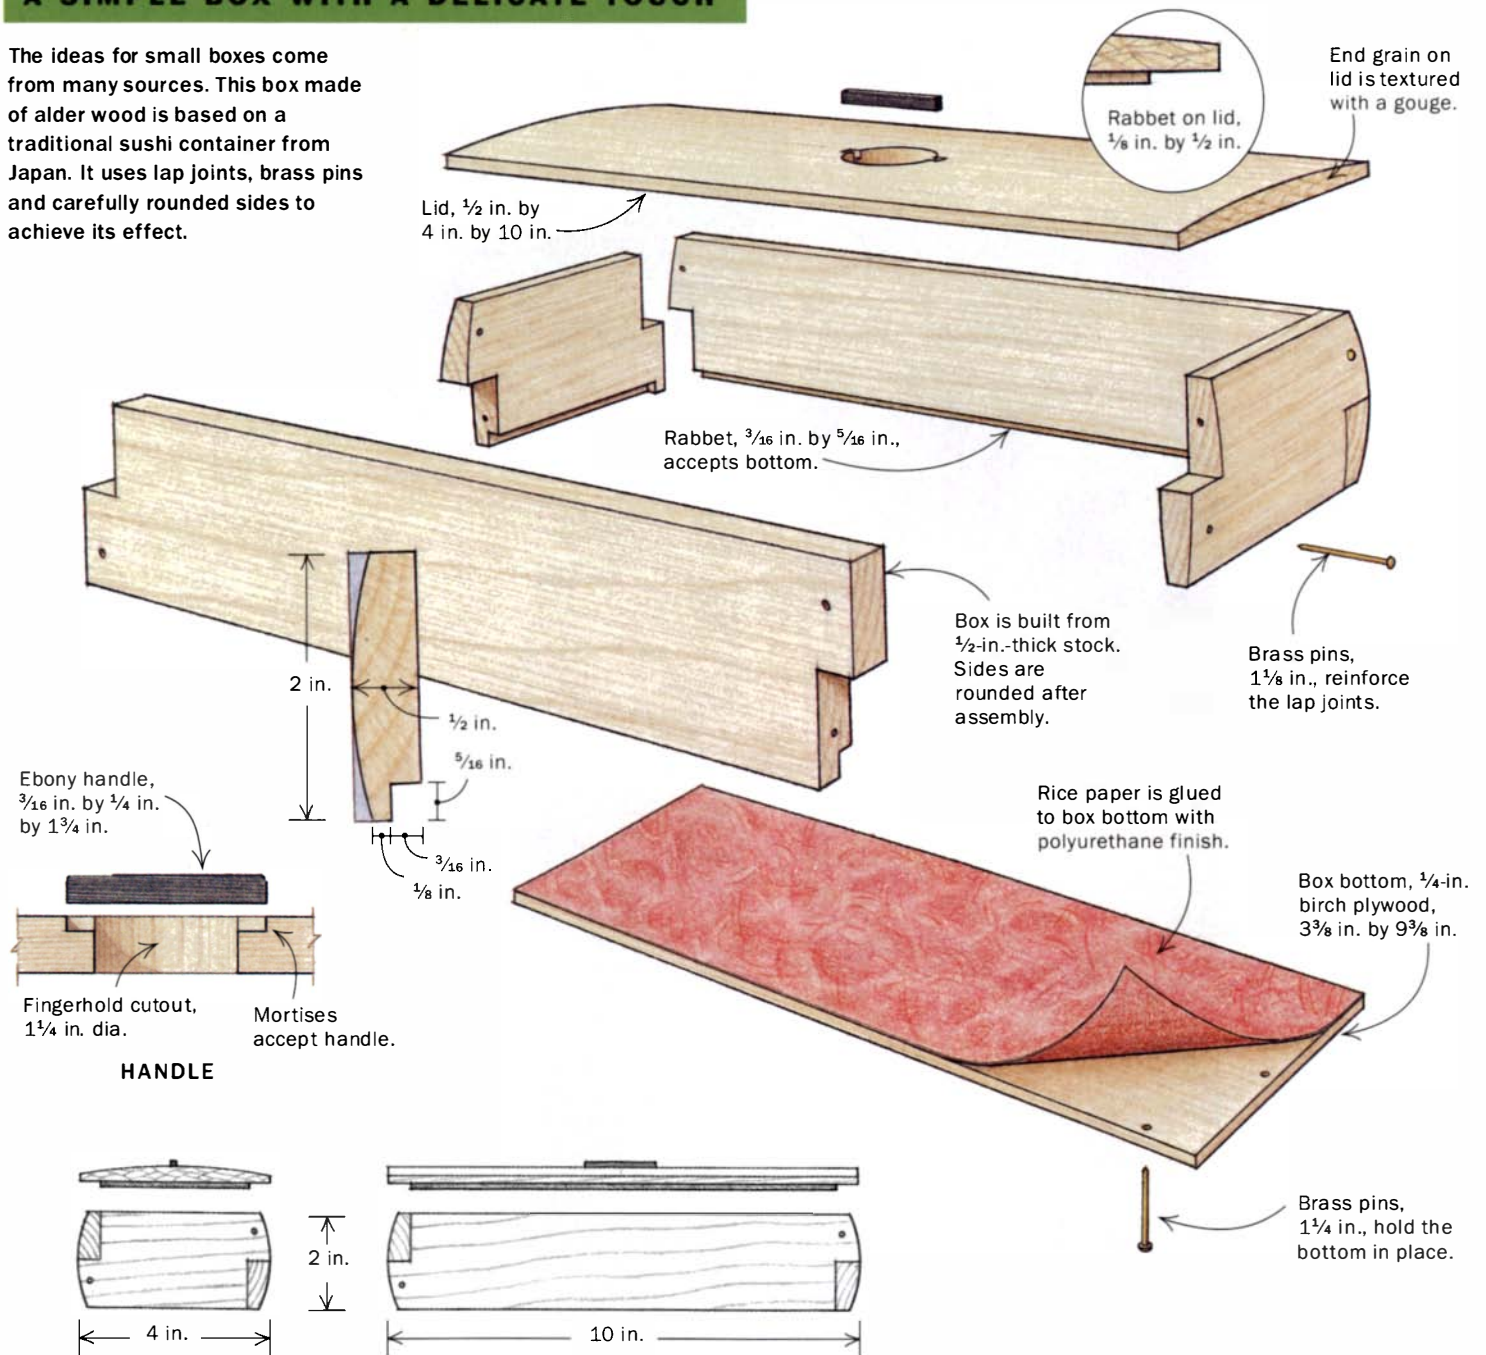 A SIMPLE BOX WITH A DELICATE TOUCH
The ideas for small boxes come
from many sources. This box made
of alder wood is based on a
traditional sushi container from
Japan. It uses lap joints, brass pins
and carefully rounded sides to
achieve its effect.
Rabbet on lid,
⅛ in. by ½ in.
End grain on
lid is textured
with a gouge.
Lid, ½ in. by
4 in. by 10 in.
Rabbet, 3/16 in. by 5/16 in.,
accepts bottom.
Box is built from
½-in.-thick stock.
Sides are
rounded after
assembly.
Brass pins,
1⅛ in., reinforce
the lap joints.
2 in.
½ in.
5/16 in.
3/16 in.
⅛ in.
Ebony handle,
3/16 in. by ¼ in.
by 1¾ in.
Fingerhold cutout,
1¼ in. dia.
Mortises
accept handle.
HANDLE
Rice paper is glued
to box bottom with
polyurethane finish.
Box bottom, ¼-in.
birch plywood,
3⅜ in. by 9⅜ in.
Brass pins,
1¼ in., hold the
bottom in place.
2 in.
4 in.
10 in.